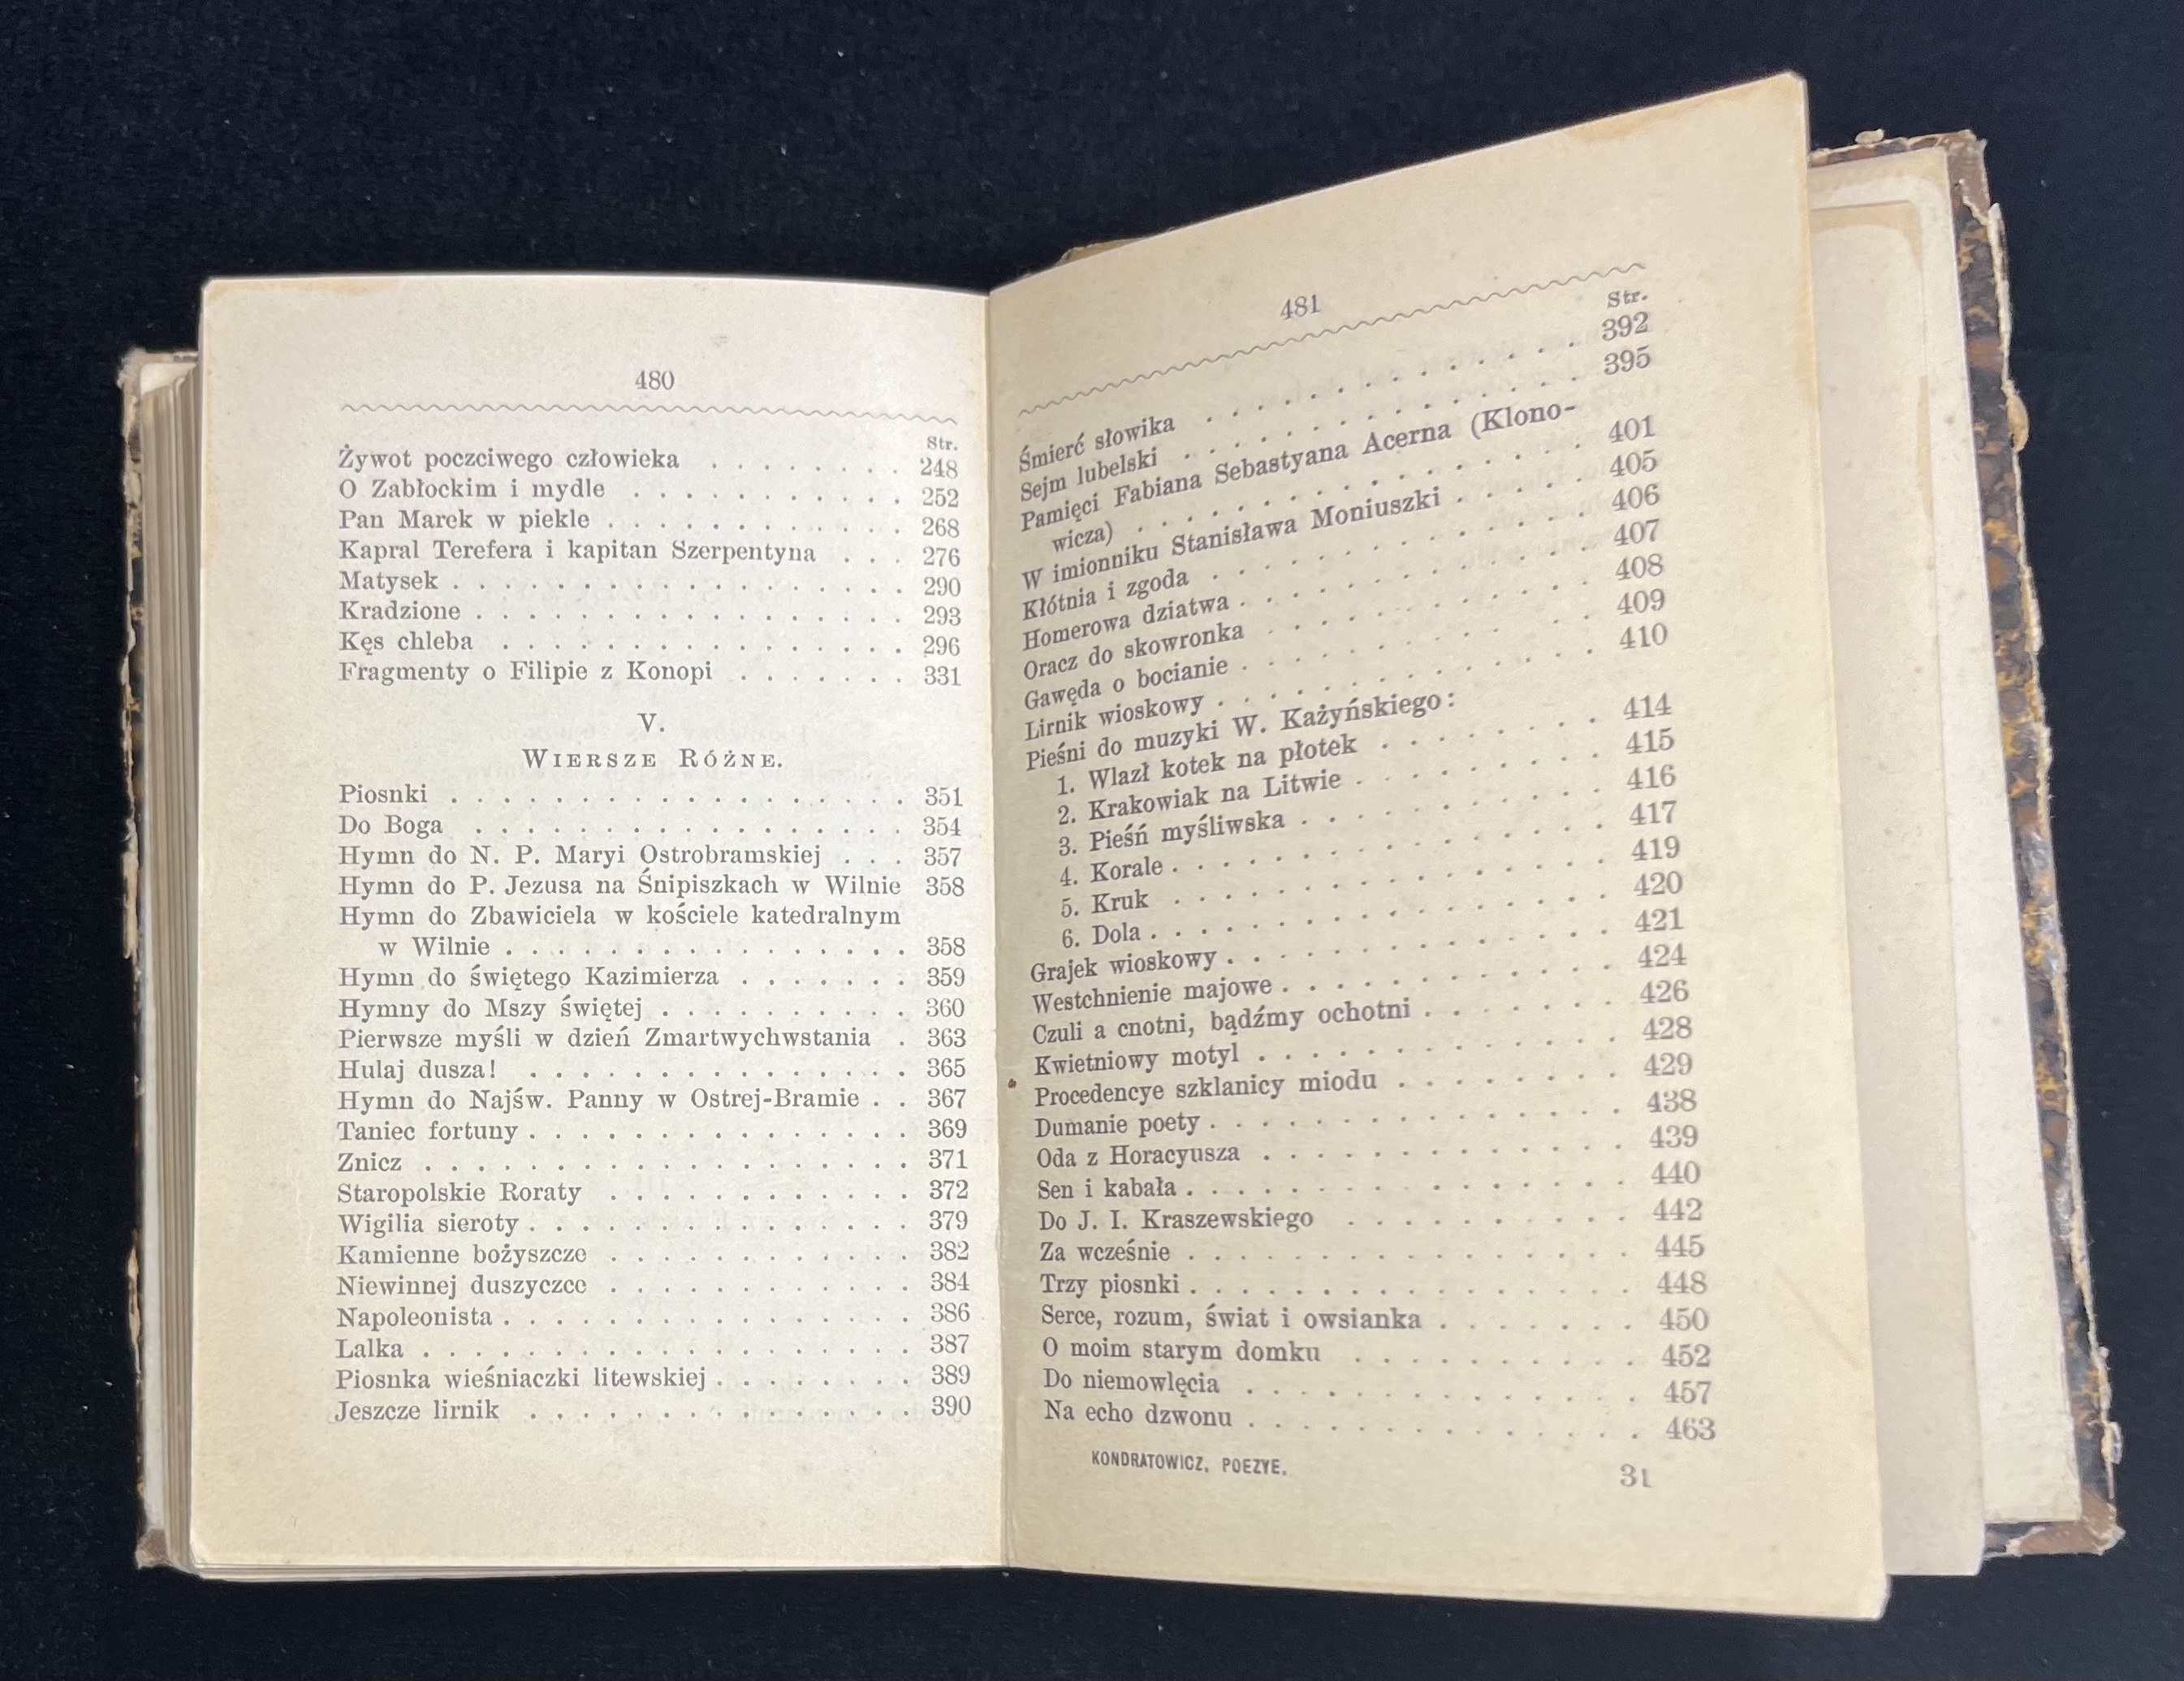 480
Str.
Żywot poczciwego człowieka . . . . . . . . 248
O Zabłockim i mydle . . . . . . . . . . . 252
Pan Marek w piekle . . . . . . . . . . . . 268
Kapral Terefera i kapitan Szerpentyna . . . 276
Matysek . . . . . . . . . . . . . . . . . 290
Kradzione . . . . . . . . . . . . . . . . 293
Kęs chleba . . . . . . . . . . . . . . . . 296
Fragmenty o Filipie z Konopi . . . . . . . 331
V.
WIERSZE RÓŻNE.
Piosnki . . . . . . . . . . . . . . . . . 351
Do Boga . . . . . . . . . . . . . . . . . 354
Hymn do N. P. Maryi Ostrobramskiej . . . 357
Hymn do P. Jezusa na Śnipiszkach w Wilnie 358
Hymn do Zbawiciela w kościele katedralnym
w Wilnie . . . . . . . . . . . . . . . 358
Hymn do świętego Kazimierza . . . . . . . 359
Hymny do Mszy świętej . . . . . . . . . . 360
Pierwsze myśli w dzień Zmartwychwstania . 363
Hulaj dusza! . . . . . . . . . . . . . . . 365
Hymn do Najśw. Panny w Ostrej-Bramie . . 367
Taniec fortuny . . . . . . . . . . . . . . 369
Znicz . . . . . . . . . . . . . . . . . . 371
Staropolskie Roraty . . . . . . . . . . . 372
Wigilia sieroty . . . . . . . . . . . . . . 379
Kamienne bożyszcze . . . . . . . . . . . 382
Niewinnej duszyczce . . . . . . . . . . . 384
Napoleonista . . . . . . . . . . . . . . . 386
Lalka . . . . . . . . . . . . . . . . . . 387
Piosnka wieśniaczki litewskiej . . . . . . . 389
Jeszcze lirnik . . . . . . . . . . . . . . 390
481
Str.
Śmierć słowika . . . . . . . . . . . . . 392
Sejm lubelski . . . . . . . . . . . . . . 395
Pamięci Fabiana Sebastyana Acerna (Klono-
wicza) . . . . . . . . . . . . . . . . 401
W imionniku Stanisława Moniuszki . . . . . 405
Kłótnia i zgoda . . . . . . . . . . . . . 406
Homerowa dziatwa . . . . . . . . . . . . 407
Oracz do skowronka . . . . . . . . . . . 408
Gawęda o bocianie . . . . . . . . . . . . 409
Lirnik wioskowy . . . . . . . . . . . . . 410
Pieśni do muzyki W. Każyńskiego:
1. Wlazł kotek na płotek . . . . . . . . 414
2. Krakowiak na Litwie . . . . . . . . . 415
3. Pieśń myśliwska . . . . . . . . . . . 416
4. Korale . . . . . . . . . . . . . . . 417
5. Kruk . . . . . . . . . . . . . . . . 419
6. Dola . . . . . . . . . . . . . . . . 420
Grajek wioskowy . . . . . . . . . . . . . 421
Westchnienie majowe . . . . . . . . . . . 424
Czuli a cnotni, bądźmy ochotni . . . . . . 426
Kwietniowy motyl . . . . . . . . . . . . 428
Procedencye szklanicy miodu . . . . . . . 429
Dumanie poety . . . . . . . . . . . . . . 438
Oda z Horacyusza . . . . . . . . . . . . 439
Sen i kabała . . . . . . . . . . . . . . . 440
Do J. I. Kraszewskiego . . . . . . . . . . 442
Za wcześnie . . . . . . . . . . . . . . . 445
Trzy piosnki . . . . . . . . . . . . . . . 448
Serce, rozum, świat i owsianka . . . . . . 450
O moim starym domku . . . . . . . . . . 452
Do niemowlęcia . . . . . . . . . . . . . 457
Na echo dzwonu . . . . . . . . . . . . . 463
KONDRATOWICZ, POEZYE. 31